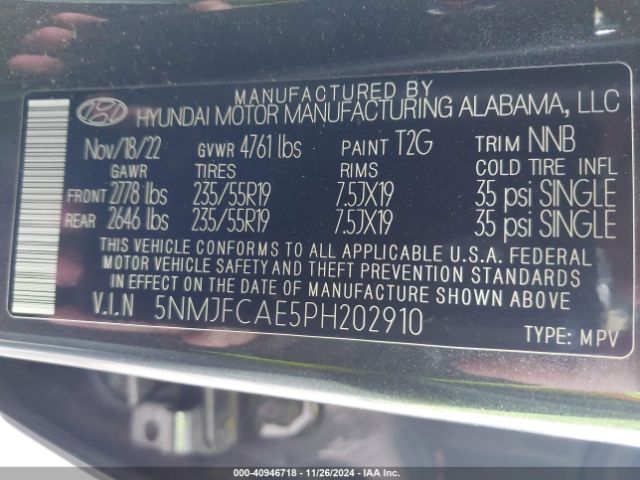 MANUFACTURED BY
HYUNDAI MOTOR MANUFACTURING ALABAMA, LLC
Nov/18/22 GVWR 4761 lbs PAINT T2G TRIM NNB
GAWR TIRES RIMS COLD TIRE INFL
FRONT 2778 lbs 235/55R19 7.5JX19 35 psi SINGLE
REAR 2646 lbs 235/55R19 7.5JX19 35 psi SINGLE
THIS VEHICLE CONFORMS TO ALL APPLICABLE U.S.A. FEDERAL
MOTOR VEHICLE SAFETY AND THEFT PREVENTION STANDARDS
IN EFFECT ON THE DATE OF MANUFACTURE SHOWN ABOVE
V.I.N 5NMJFCAE5PH202910
TYPE: MPV
000-40946718 - 11/26/2024 - IAA Inc.